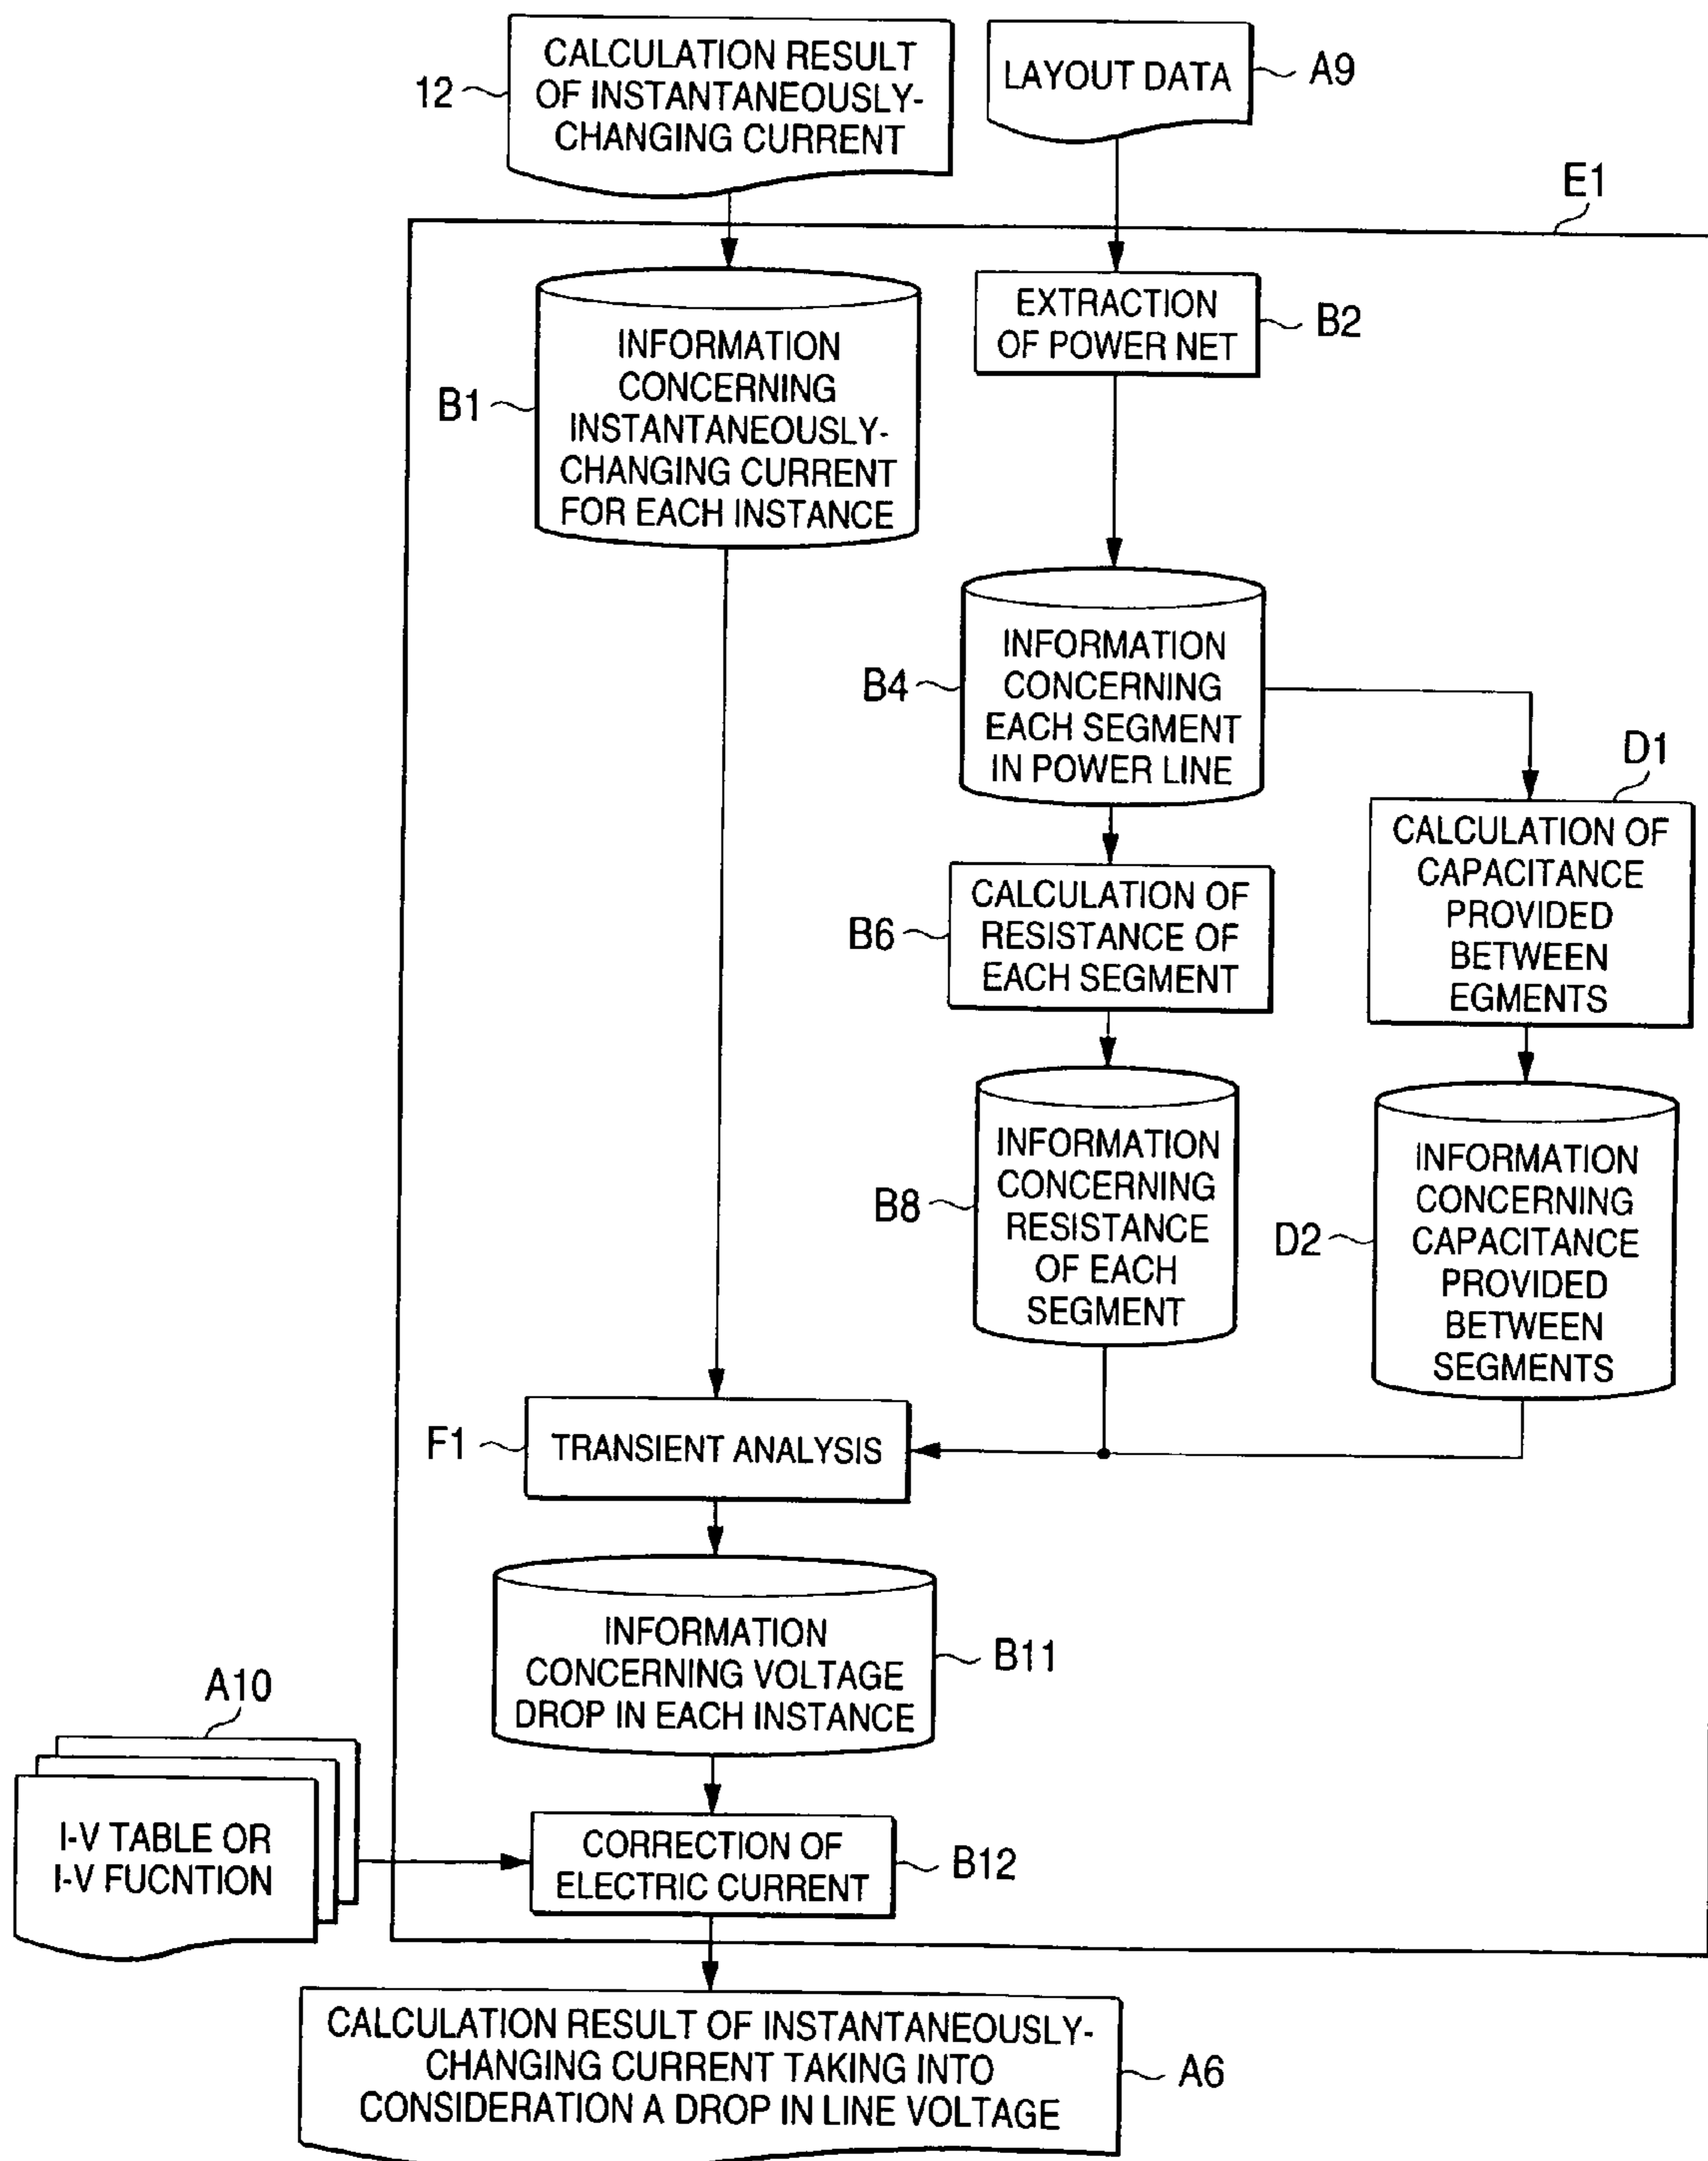 CALCULATION RESULT
OF INSTANTANEOUSLY-
CHANGING CURRENT
12
LAYOUT DATA
A9
E1
INFORMATION
CONCERNING
INSTANTANEOUSLY-
CHANGING CURRENT
FOR EACH INSTANCE
B1
EXTRACTION
OF POWER NET
B2
INFORMATION
CONCERNING
EACH SEGMENT
IN POWER LINE
B4
D1
CALCULATION OF
CAPACITANCE
PROVIDED
BETWEEN
EGMENTS
CALCULATION OF
RESISTANCE OF
EACH SEGMENT
B6
INFORMATION
CONCERNING
RESISTANCE
OF EACH
SEGMENT
B8
INFORMATION
CONCERNING
CAPACITANCE
PROVIDED
BETWEEN
SEGMENTS
D2
F1
TRANSIENT ANALYSIS
INFORMATION
CONCERNING VOLTAGE
DROP IN EACH INSTANCE
B11
A10
I-V TABLE OR
I-V FUCNTION
CORRECTION OF
ELECTRIC CURRENT
B12
CALCULATION RESULT OF INSTANTANEOUSLY-
CHANGING CURRENT TAKING INTO
CONSIDERATION A DROP IN LINE VOLTAGE
A6